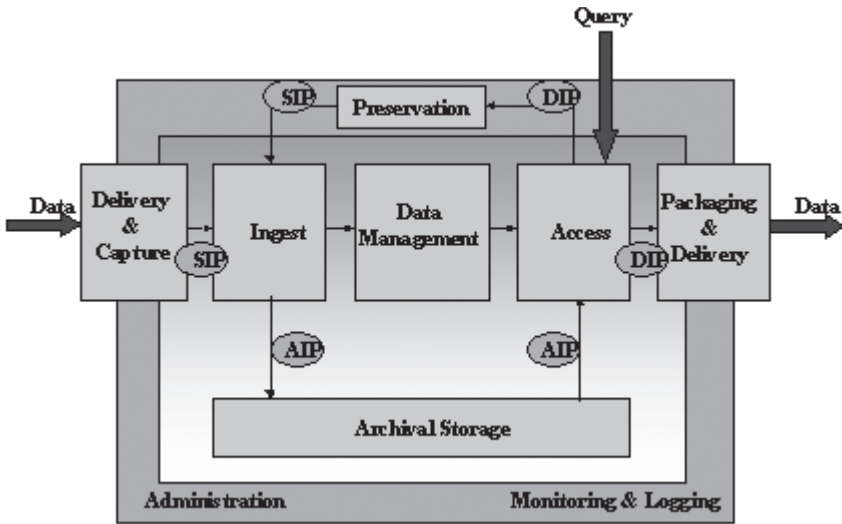 Query
SIP
Preservation
DIP
Data
Delivery
&
Capture
SIP
Ingest
Data
Management
Access
DIP
Packaging
&
Delivery
Data
AIP
AIP
Archival Storage
Administration
Monitoring & Logging